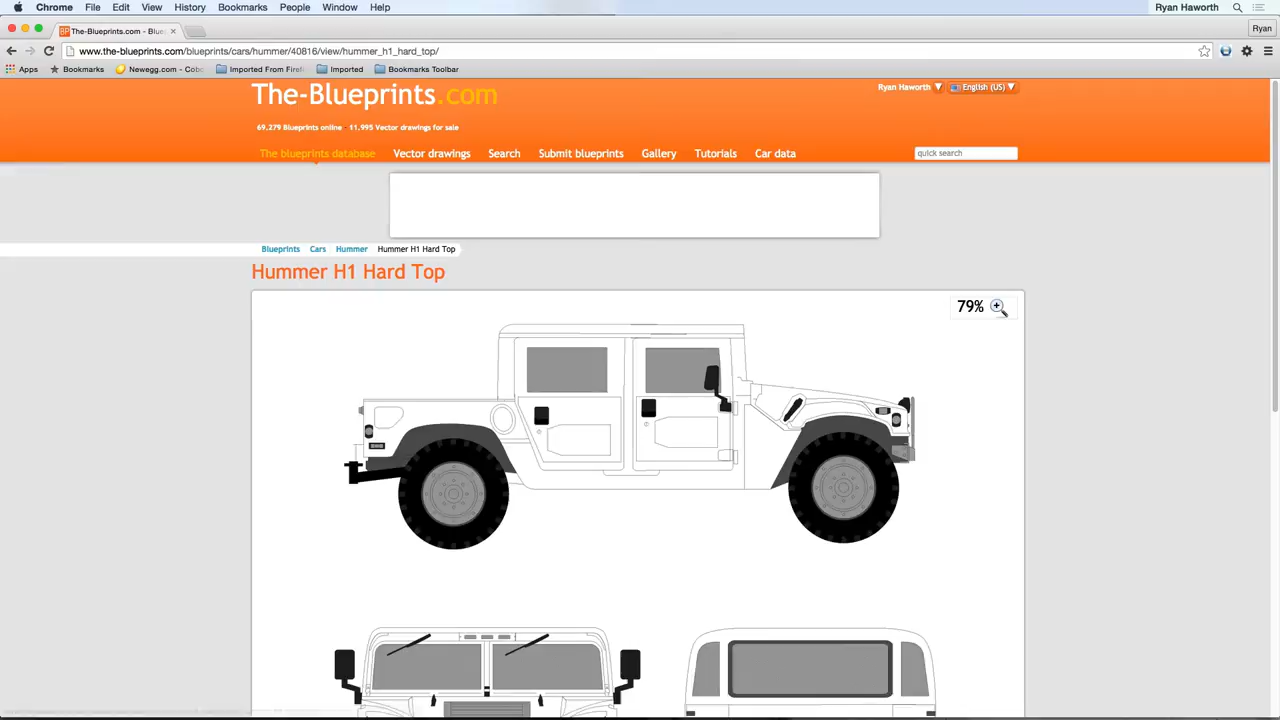 Chrome File Edit View History Bookmarks People Window Help Ryan Haworth
The-Blueprints.com - Blue Ryan
www.the-blueprints.com/blueprints/cars/hummer/40816/view/hummer_h1_hard_top/
Apps Bookmarks Newegg.com - Co Imported From Firef Imported Bookmarks Toolbar
The-Blueprints.com
Ryan Haworth English (US)
69,279 Blueprints online - 11,995 Vector drawings for sale
The blueprints database Vector drawings Search Submit blueprints Gallery Tutorials Car data quick search
Blueprints Cars Hummer Hummer H1 Hard Top
Hummer H1 Hard Top
79%